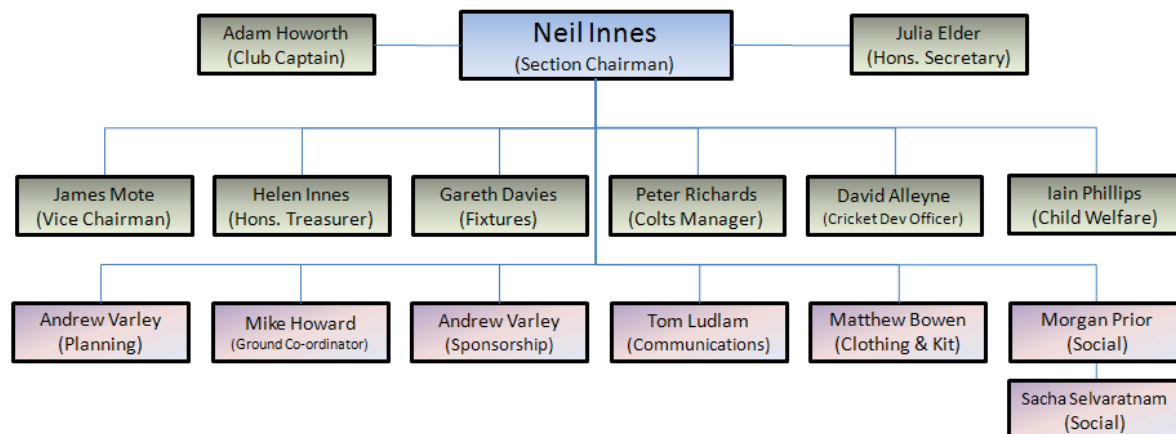 Adam Howorth
(Club Captain)
Neil Innes
(Section Chairman)
Julia Elder
(Hons. Secretary)
James Mote
(Vice Chairman)
Helen Innes
(Hons. Treasurer)
Gareth Davies
(Fixtures)
Peter Richards
(Colts Manager)
David Alleyne
(Cricket Dev Officer)
Iain Phillips
(Child Welfare)
Andrew Varley
(Planning)
Mike Howard
(Ground Co-ordinator)
Andrew Varley
(Sponsorship)
Tom Ludlam
(Communications)
Matthew Bowen
(Clothing & Kit)
Morgan Prior
(Social)
Sacha Selvaratnam
(Social)